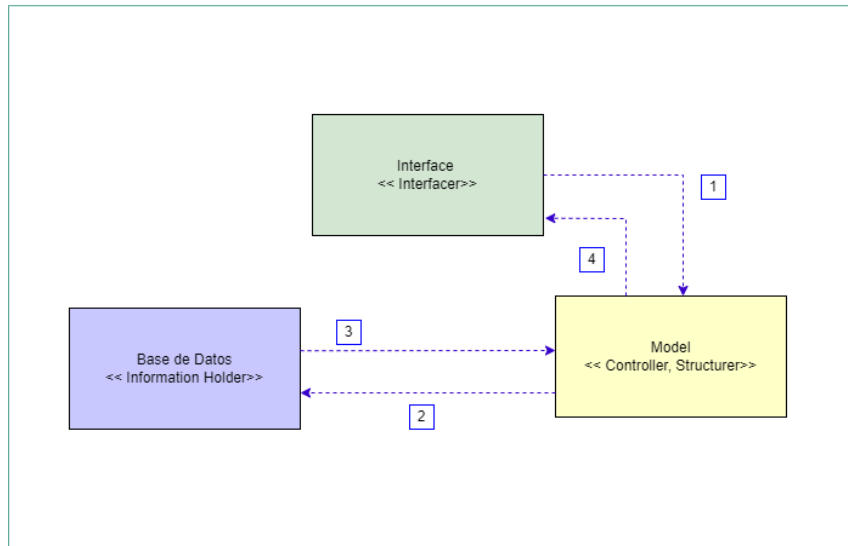 Interface
<< Interfacer>>
1
4
3
Base de Datos
<< Information Holder>>
Model
<< Controller, Structurer>>
2